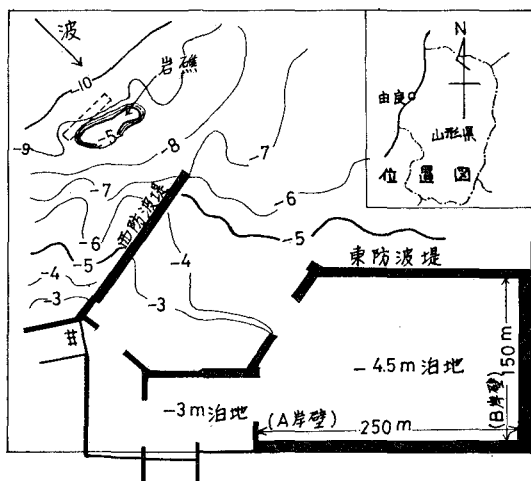 波
岩礁
-10
-9
-5
-8
-7
-7
-6
-6
-5
-5
-4
-4
-3
-3
西防波堤
東防波堤
-4.5m泊地
-3m泊地
(A岸壁)
250m
(B岸壁)
150m
N
由良
山形県
位置図